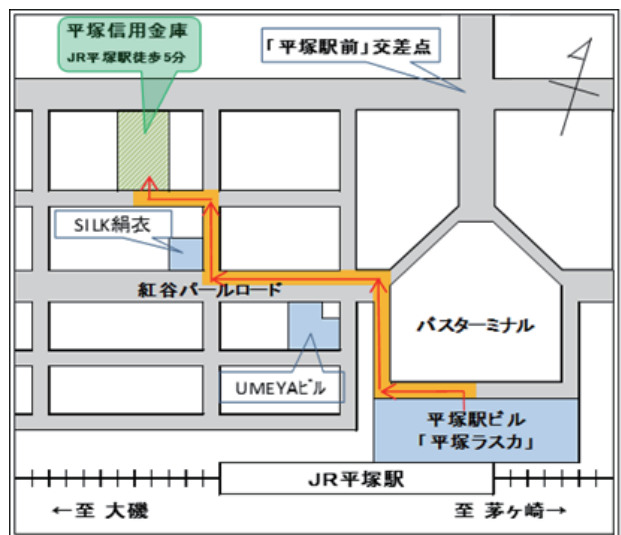 平塚信用金庫
JR平塚駅徒歩5分
「平塚駅前」交差点
SILK絹衣
紅谷パールロード
バスターミナル
UMEYAビル
平塚駅ビル
「平塚ラスカ」
JR平塚駅
←至 大磯
至 茅ヶ崎→